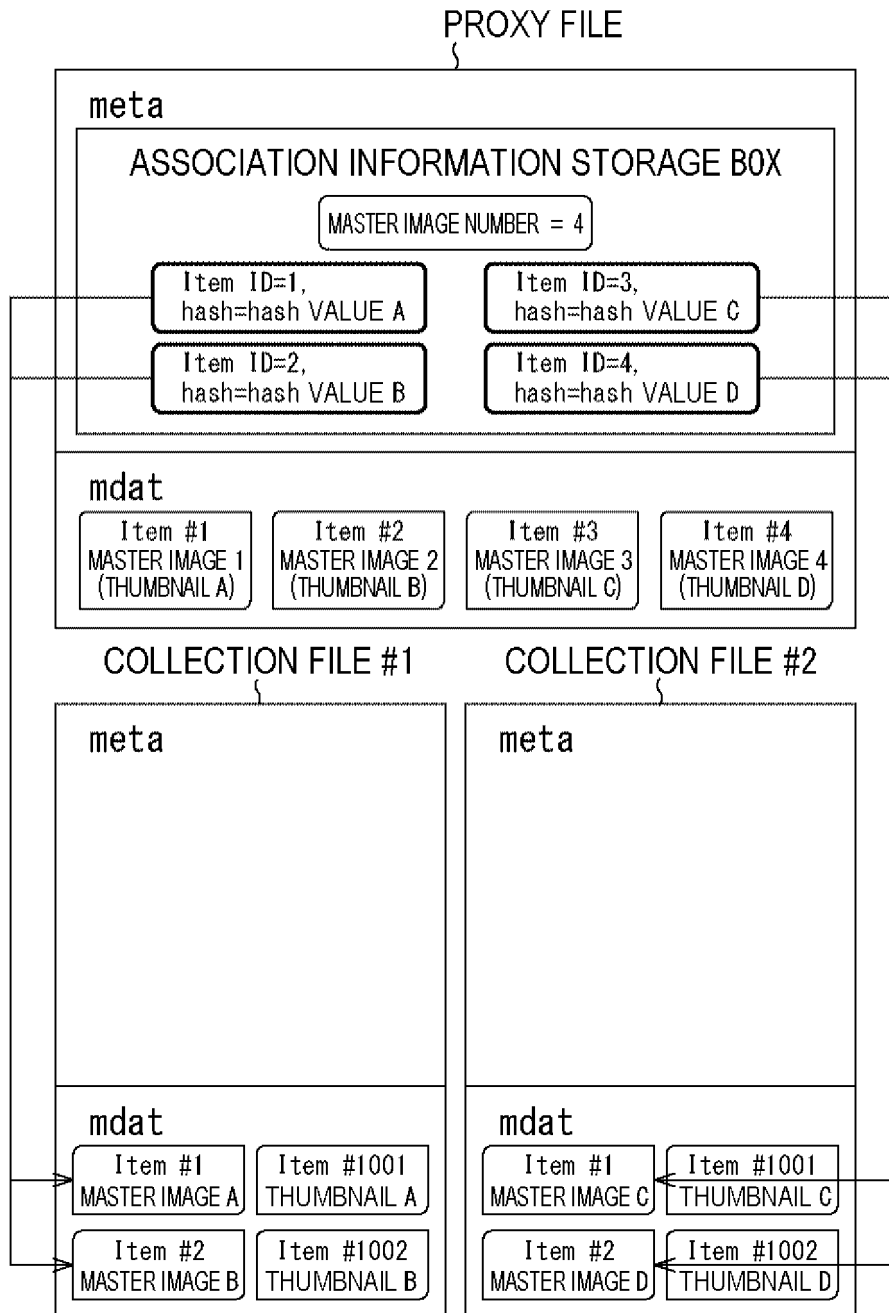 PROXY FILE
meta
ASSOCIATION INFORMATION STORAGE BOX
MASTER IMAGE NUMBER = 4
Item ID=1,
hash=hash VALUE A
Item ID=3,
hash=hash VALUE C
Item ID=2,
hash=hash VALUE B
Item ID=4,
hash=hash VALUE D
mdat
Item #1
MASTER IMAGE 1
(THUMBNAIL A)
Item #2
MASTER IMAGE 2
(THUMBNAIL B)
Item #3
MASTER IMAGE 3
(THUMBNAIL C)
Item #4
MASTER IMAGE 4
(THUMBNAIL D)
COLLECTION FILE #1
meta
mdat
Item #1
MASTER IMAGE A
Item #1001
THUMBNAIL A
Item #2
MASTER IMAGE B
Item #1002
THUMBNAIL B
COLLECTION FILE #2
meta
mdat
Item #1
MASTER IMAGE C
Item #1001
THUMBNAIL C
Item #2
MASTER IMAGE D
Item #1002
THUMBNAIL D